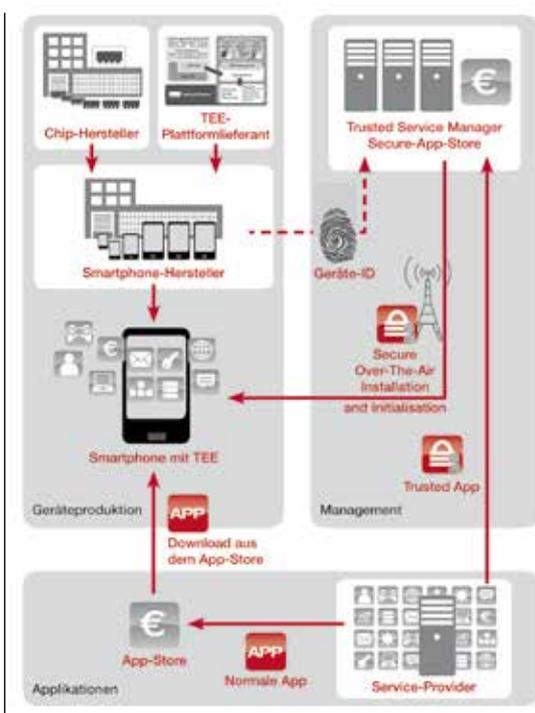 Chip-Hersteller
TEE-
Plattformlieferant
Smartphone-Hersteller
Smartphone mit TEE
Geräteproduktion
Trusted Service Manager
Secure-App-Store
Geräte-ID
Secure
Over-The-Air
Installation
and Initialisation
Trusted App
Management
APP
Download aus
dem App-Store
€
App-Store
APP
Normale App
Service-Provider
Applikationen